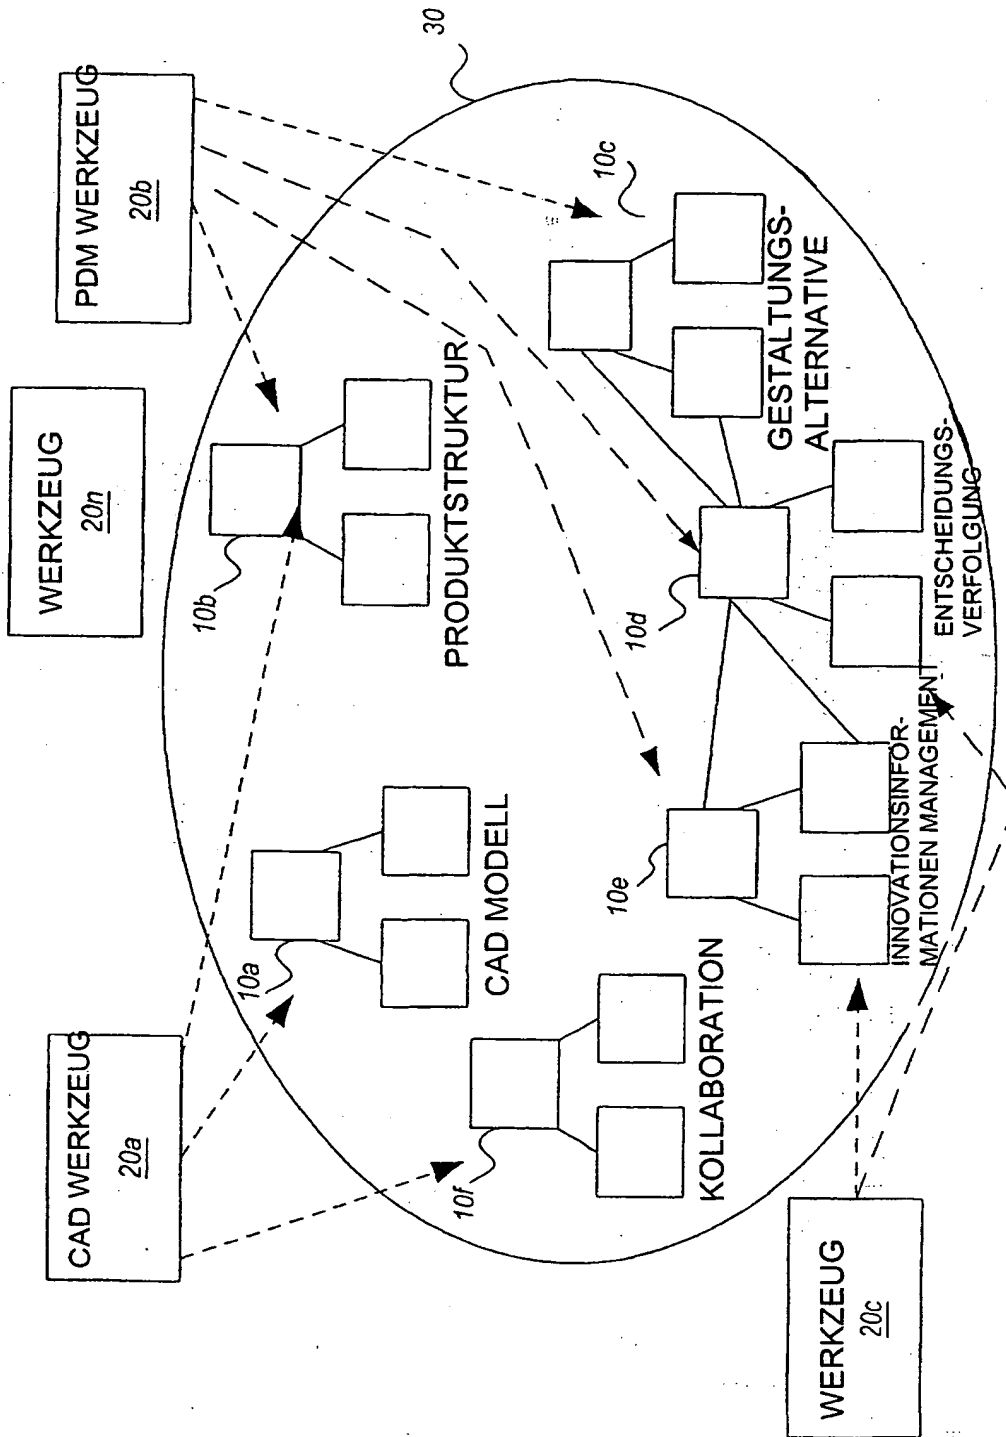 CAD WERKZEUG
20a
WERKZEUG
20n
PDM WERKZEUG
20b
30
10b
10a
CAD MODELL
PRODUKTSTRUKTUR
10c
10f
KOLLABORATION
10e
10d
GESTALTUNGS-
ALTERNATIVE
WERKZEUG
20c
INNOVATIONSINFOR-
MATIONEN MANAGEMENT
ENTSCHEIDUNGS-
VERFOLGUNG